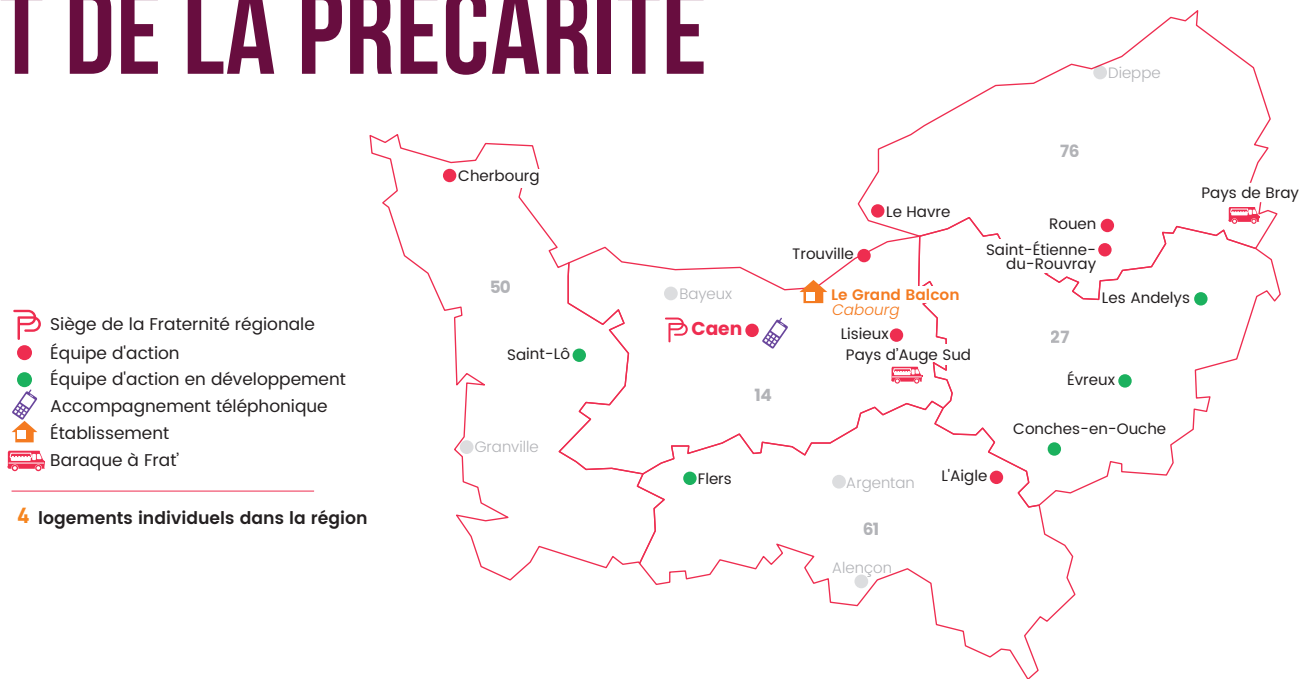 T DE LA PRÉCARITÉ
Dieppe
76
Cherbourg
Pays de Bray
Le Havre
Rouen
Trouville
Saint-Étienne-
du-Rouvray
50
Bayeux
Le Grand Balcon
Cabourg
Les Andelys
Caen
Lisieux
27
Saint-Lô
Pays d'Auge Sud
Évreux
14
Conches-en-Ouche
Granville
Flers
Argentan
L'Aigle
61
Alençon
Siège de la Fraternité régionale
Équipe d'action
Équipe d'action en développement
Accompagnement téléphonique
Établissement
Baraque à Frat'
4 logements individuels dans la région